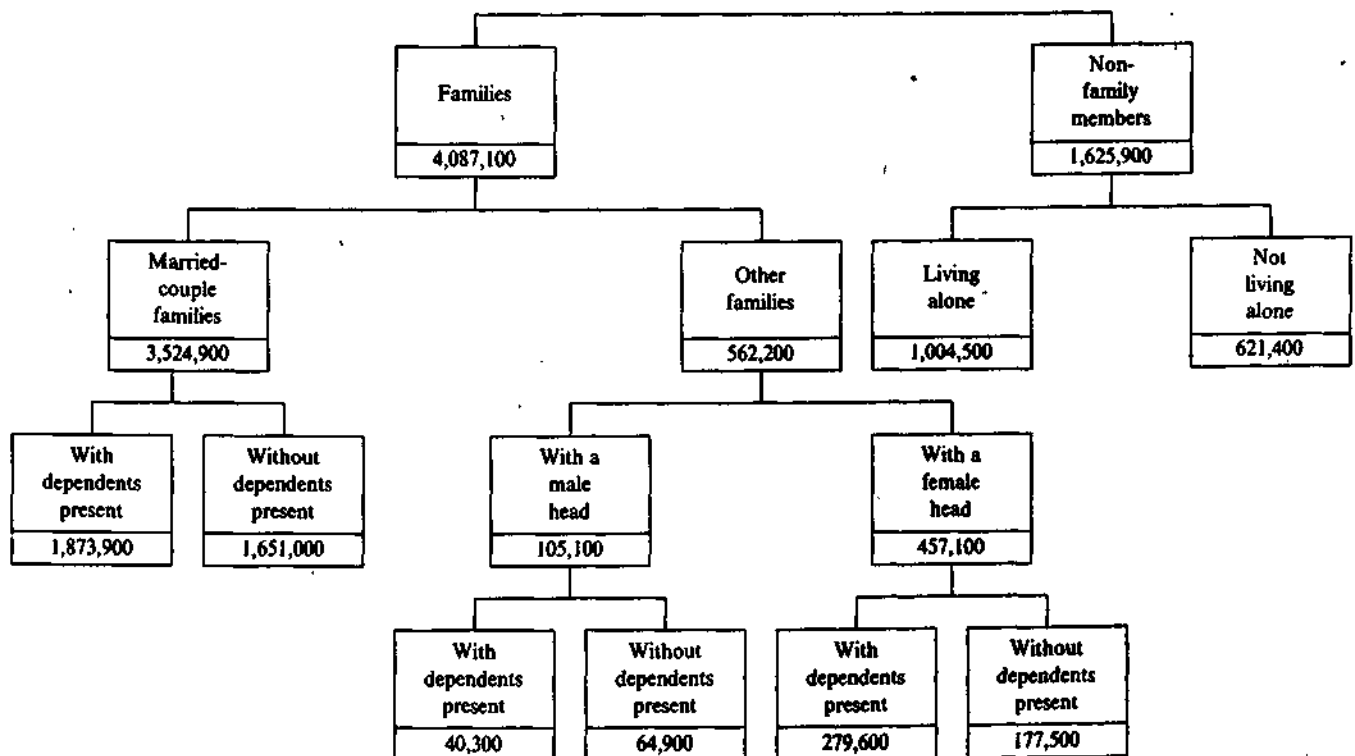 Families
4,087,100
Non-
family
members
1,625,900
Married-
couple
families
3,524,900
Other
families
562,200
Living
alone
1,004,500
Not
living
alone
621,400
With
dependents
present
1,873,900
Without
dependents
present
1,651,000
With a
male
head
105,100
With a
female
head
457,100
With
dependents
present
40,300
Without
dependents
present
64,900
With
dependents
present
279,600
Without
dependents
present
177,500